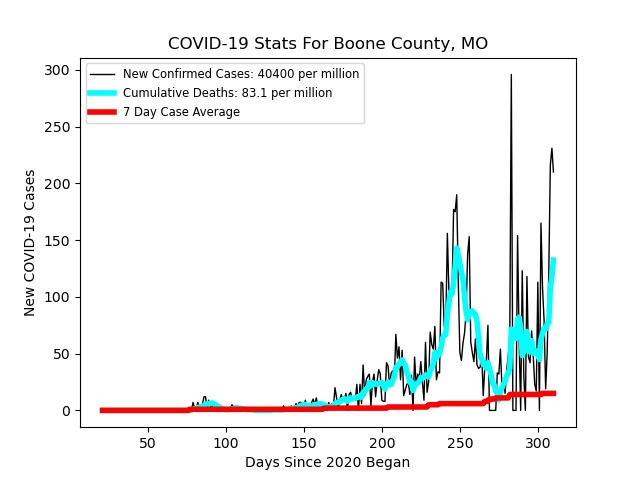 COVID-19 Stats For Boone County, MO
New Confirmed Cases: 40400 per million
Cumulative Deaths: 83.1 per million
7 Day Case Average
300
250
200
150
100
50
0
New COVID-19 Cases
50 100 150 200 250 300
Days Since 2020 Began